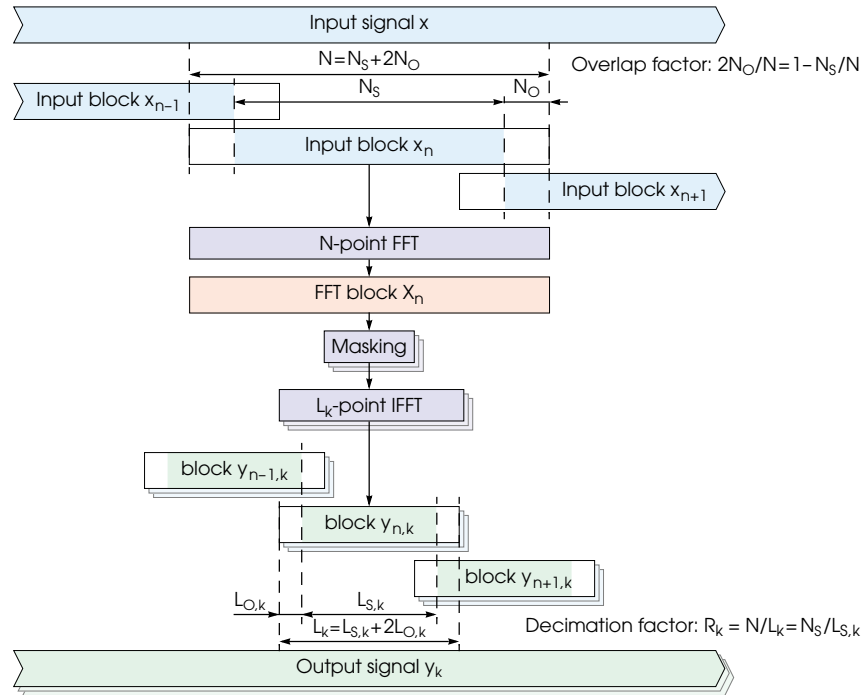 Input signal x
N=N_S+2N_O
Overlap factor: 2N_O/N=1–N_S/N
Input block x_{n–1}
N_S
N_O
Input block x_n
Input block x_{n+1}
N-point FFT
FFT block X_n
Masking
L_k-point IFFT
block y_{n–1,k}
block y_{n,k}
block y_{n+1,k}
L_{O,k}
L_{S,k}
L_k=L_{S,k}+2L_{O,k}
Decimation factor: R_k = N/L_k=N_S/L_{S,k}
Output signal y_k